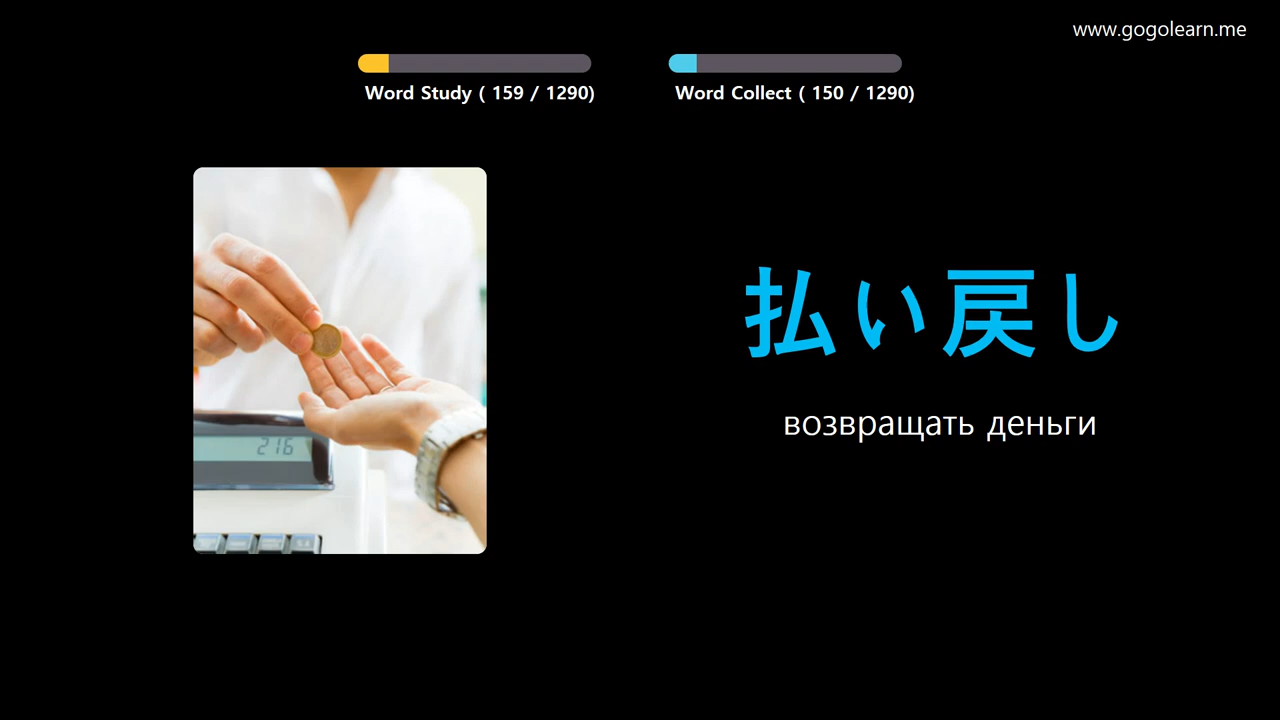 www.gogolearn.me
Word Study ( 159 / 1290)
Word Collect ( 150 / 1290)
216
払い戻し
возвращать деньги